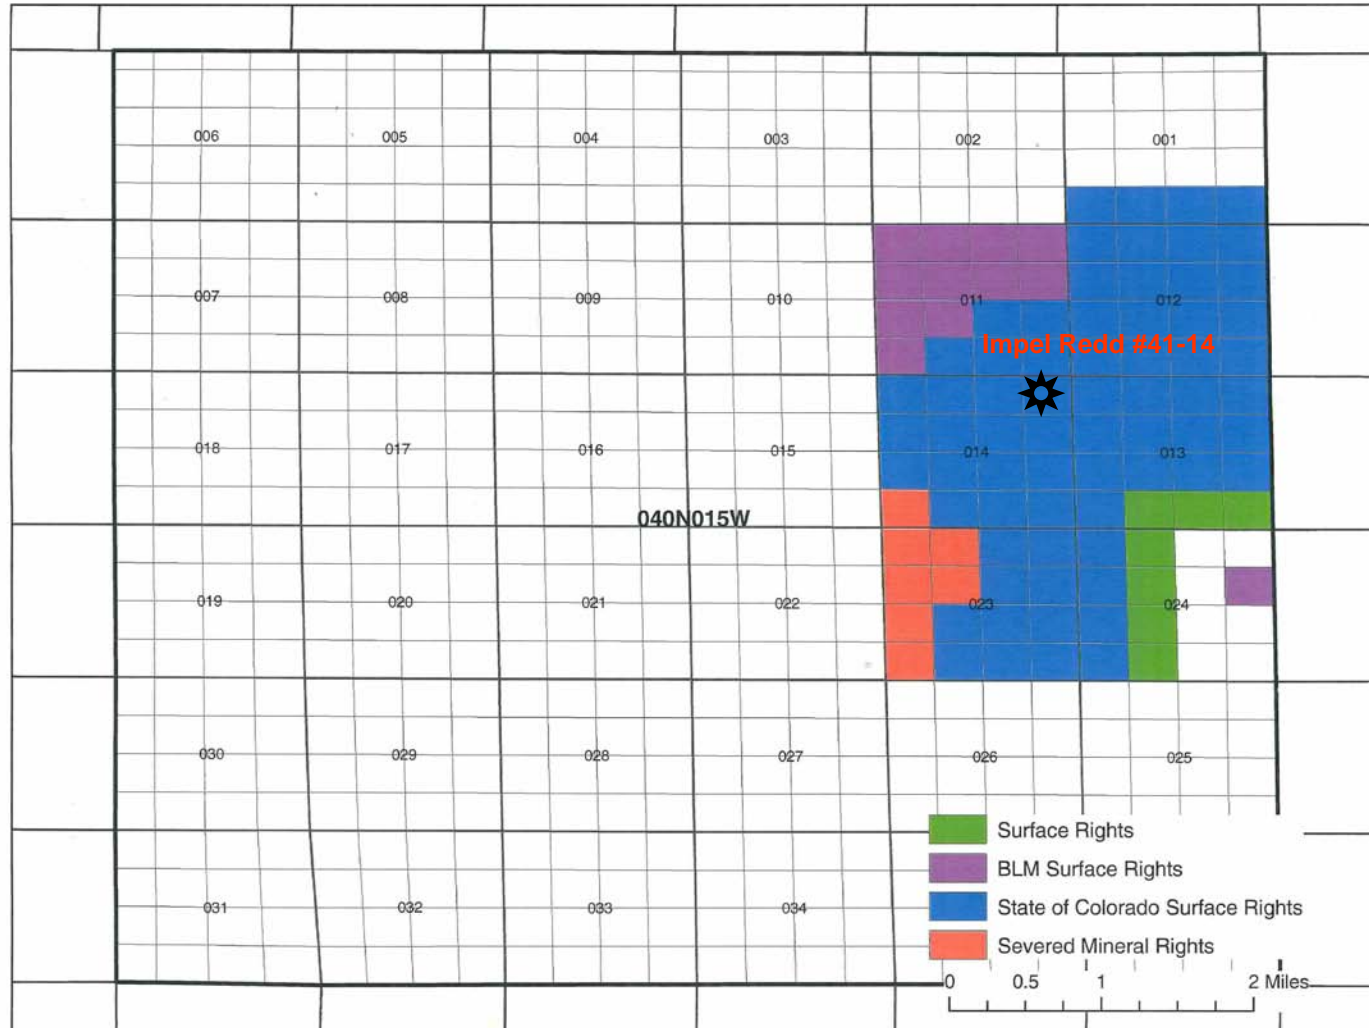 006 005 004 003 002 001
007 008 009 010 011 012
Impel Redd #41-14
018 017 016 015 014 013
040N015W
019 020 021 022 023 024
030 029 028 027 026 025
Surface Rights
BLM Surface Rights
State of Colorado Surface Rights
Severed Mineral Rights
031 032 033 034
0 0.5 1 2 Miles